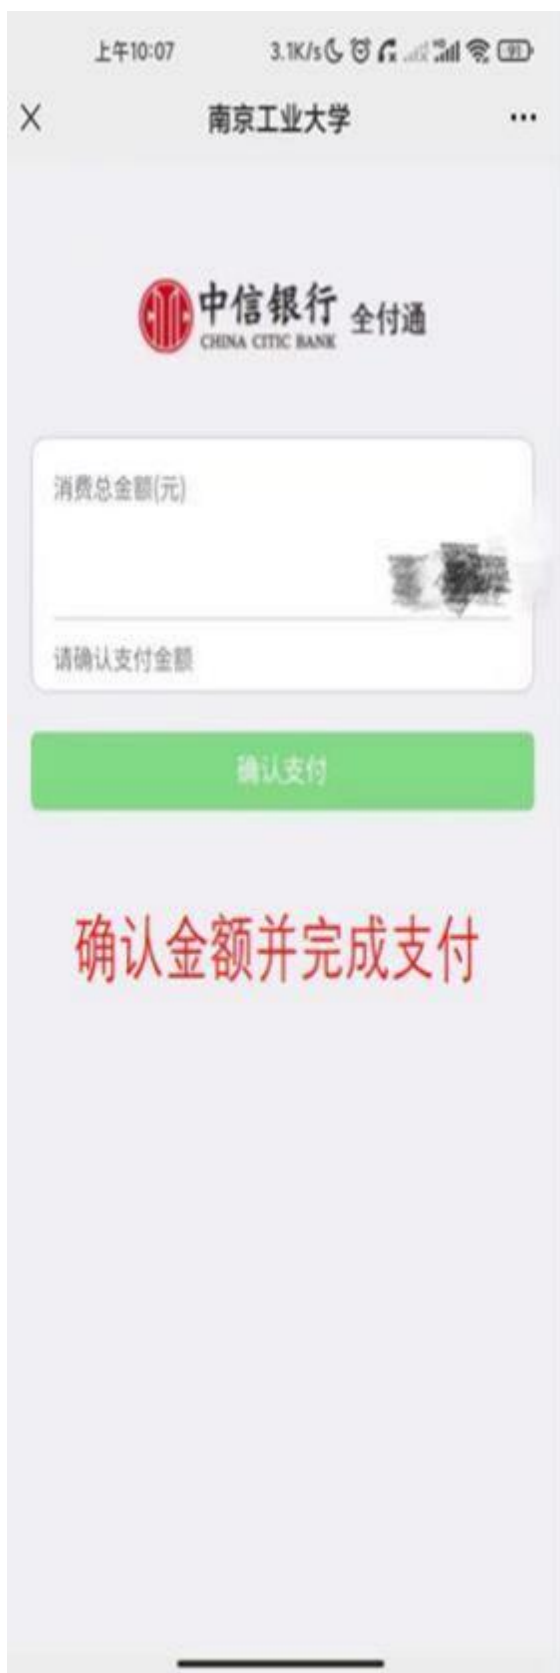 上午10:07 3.1K/s 91
南京工业大学
中信银行 全付通
CHINA CITIC BANK
消费总金额(元)
请确认支付金额
确认支付
确认金额并完成支付